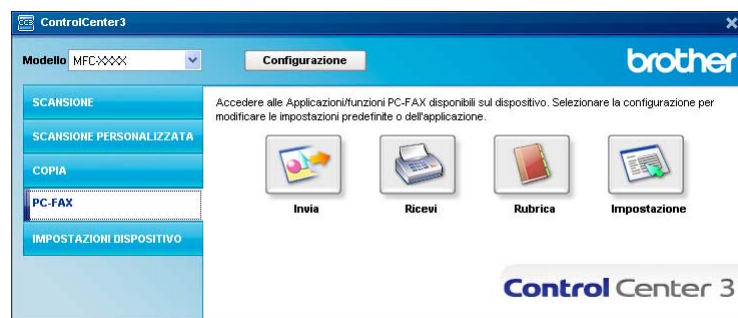 ControlCenter3
Modello MFC-XXXX
Configurazione
brother
SCANSIONE
SCANSIONE PERSONALIZZATA
COPIA
PC-FAX
IMPOSTAZIONI DISPOSITIVO
Accedere alle Applicazioni/funzioni PC-FAX disponibili sul dispositivo. Selezionare la configurazione per
modificare le impostazioni predefinite o dell'applicazione.
Invia
Ricevi
Rubrica
Impostazione
Control Center 3